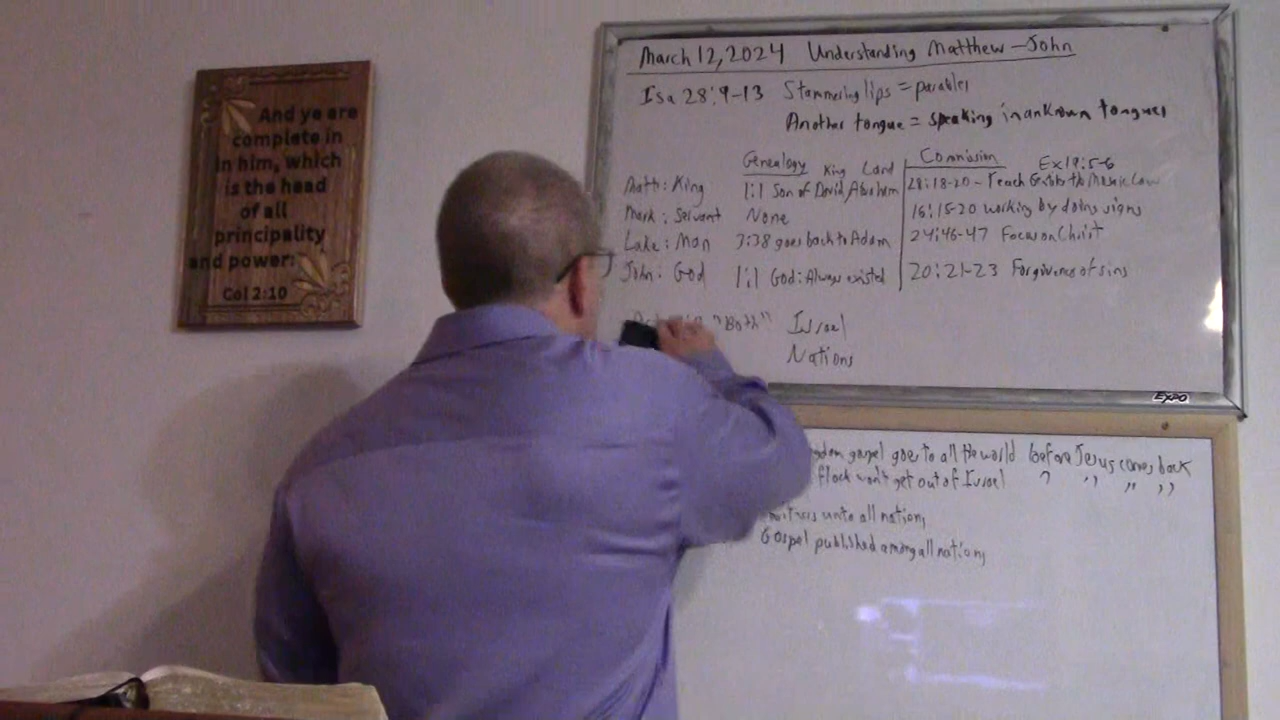 And ye are
complete in
in him, which
is the head
of all
principality
and power:
Col 2:10
March 12, 2024 Understanding Matthew-John
Isa 28:9-13 Stammering lips = parables
Another tongue = speaking in unknown tongues
Genealogy King Land Commission Ex 19:5-6
Matt: King 1:1 Son of David, Abraham 28:18-20 - Teach the Mosaic Law
Mark: Servant None 16:15-20 working by doing signs
Luke: Man 3:38 goes back to Adam 24:46-47 Focus on Christ
John: God 1:1 God: Always existed 20:21-23 Forgiveness of sins
"Both" Israel
Nations
EXPO
gospel goes to all the world before Jesus comes back
flock won't get out of Israel ? " " "
unto all nations
Gospel published among all nations